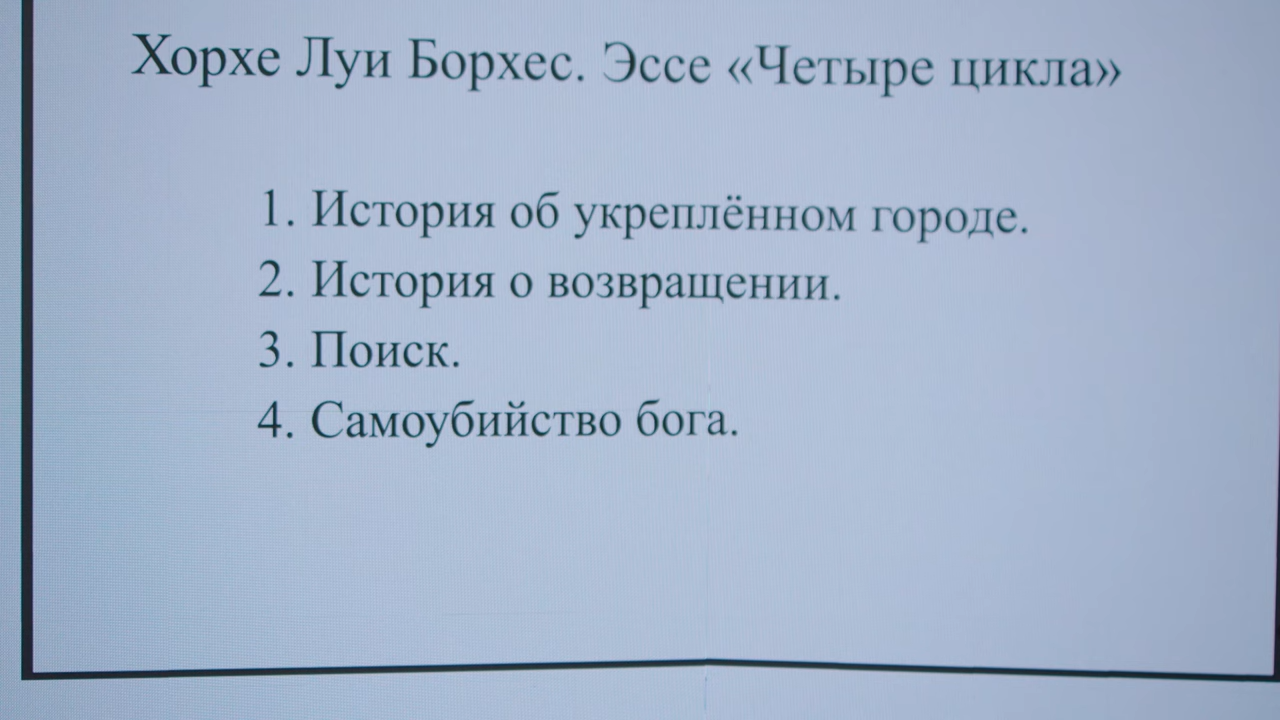 Хорхе Луи Борхес. Эссе «Четыре цикла»
1. История об укреплённом городе.
2. История о возвращении.
3. Поиск.
4. Самоубийство бога.